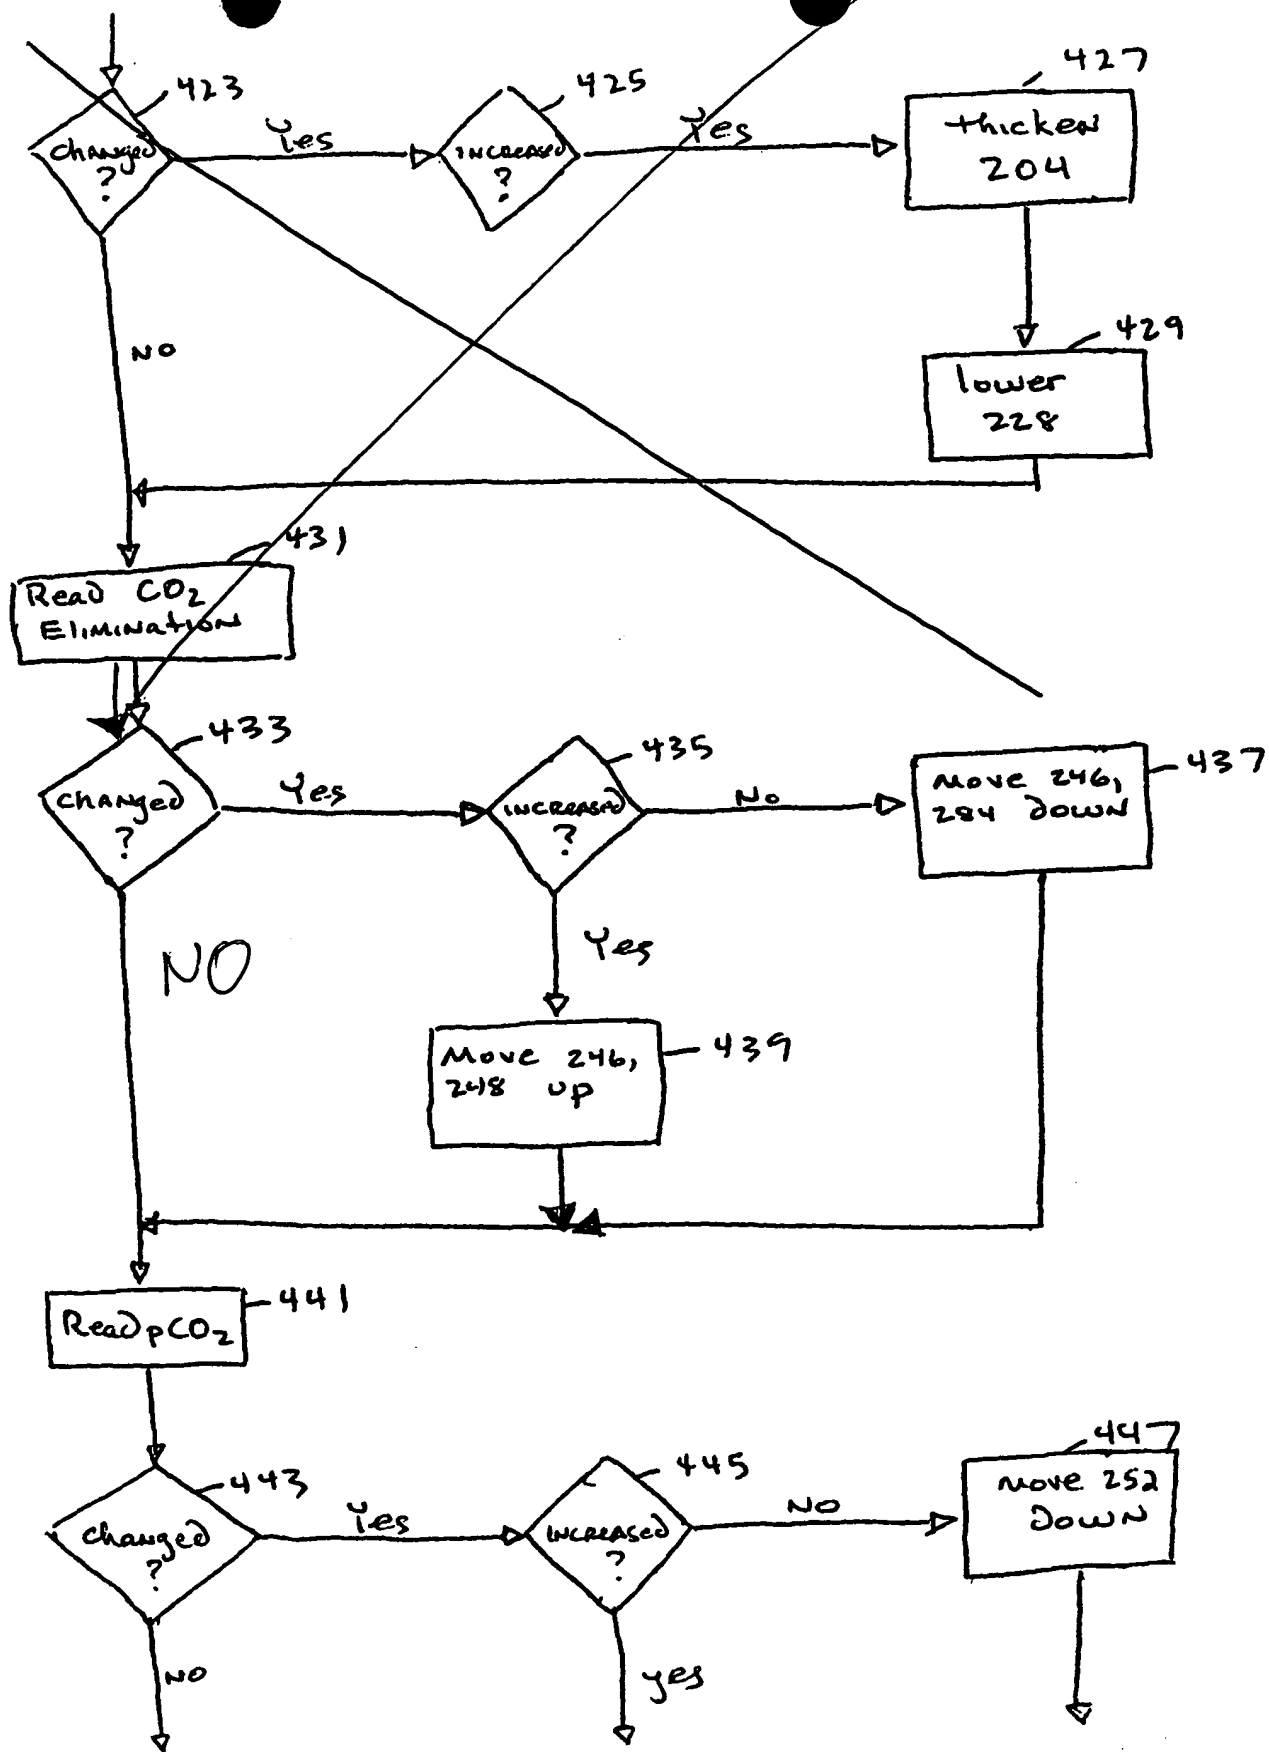 423
425
427
Changed
?
Yes
INCREASED
?
Yes
thicken
204
NO
429
lower
228
431
Read CO2
Elimination
433
435
437
Changed
?
Yes
INCREASED
?
No
Move 246,
284 DOWN
NO
Yes
Move 246,
248 up
439
441
Read pCO2
443
445
447
Changed
?
Yes
INCREASED
?
NO
Move 252
DOWN
NO
yes